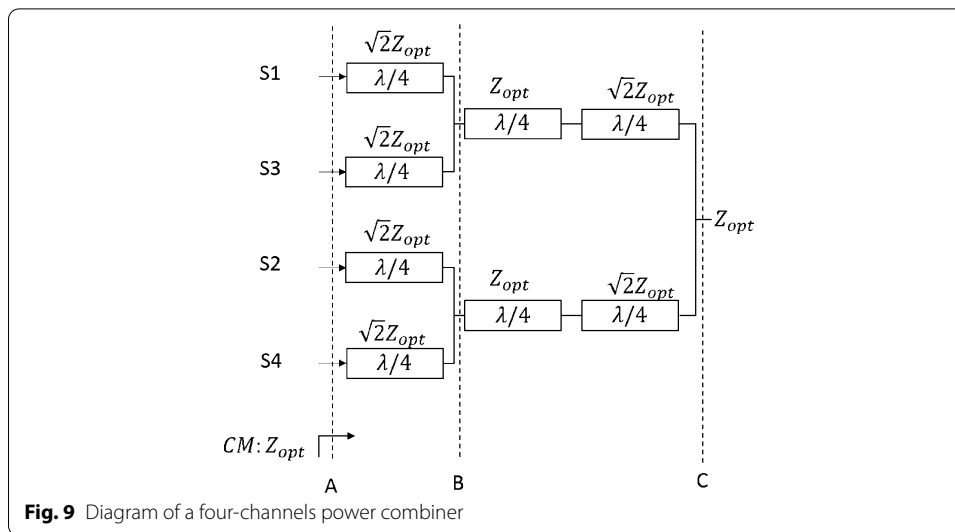 √2Z_opt
S1 λ/4
Z_opt √2Z_opt
λ/4 λ/4
√2Z_opt
S3 λ/4
Z_opt
√2Z_opt
S2 λ/4
Z_opt √2Z_opt
λ/4 λ/4
√2Z_opt
S4 λ/4
CM: Z_opt
A B C
Fig. 9 Diagram of a four-channels power combiner